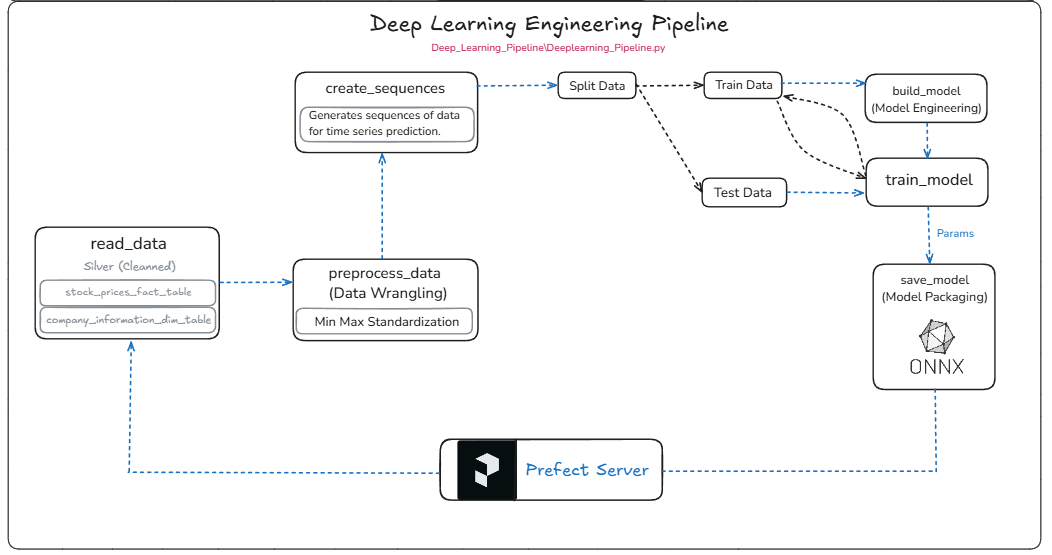 Deep Learning Engineering Pipeline
Deep_Learning_Pipeline\Deeplearning_Pipeline.py
create_sequences
Generates sequences of data
for time series prediction.
Split Data
Train Data
build_model
(Model Engineering)
train_model
Test Data
Params
read_data
Silver (Cleanned)
stock_prices_fact_table
company_information_dim_table
preprocess_data
(Data Wrangling)
Min Max Standardization
save_model
(Model Packaging)
ONNX
Prefect Server